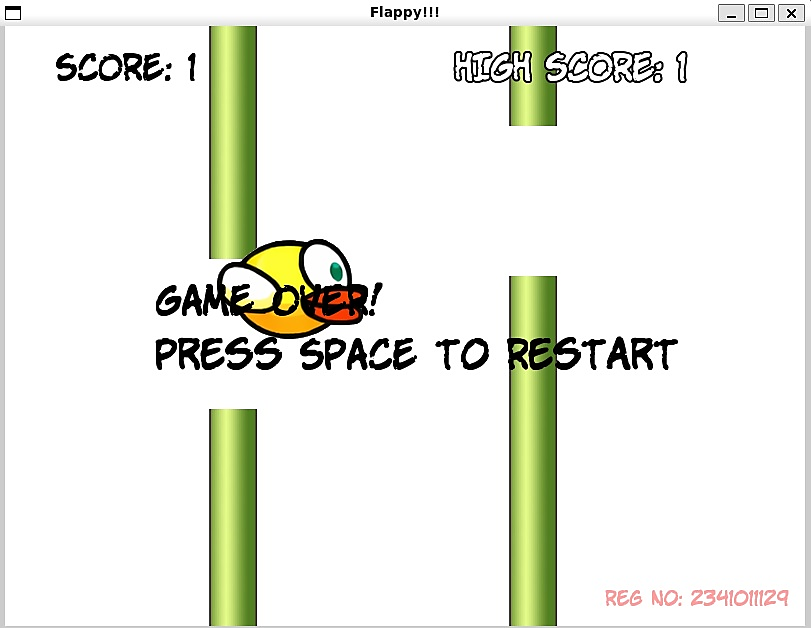 Flappy!!!
SCORE: 1
HIGH SCORE: 1
GAME OVER!
PRESS SPACE TO RESTART
REG NO: 2341011129